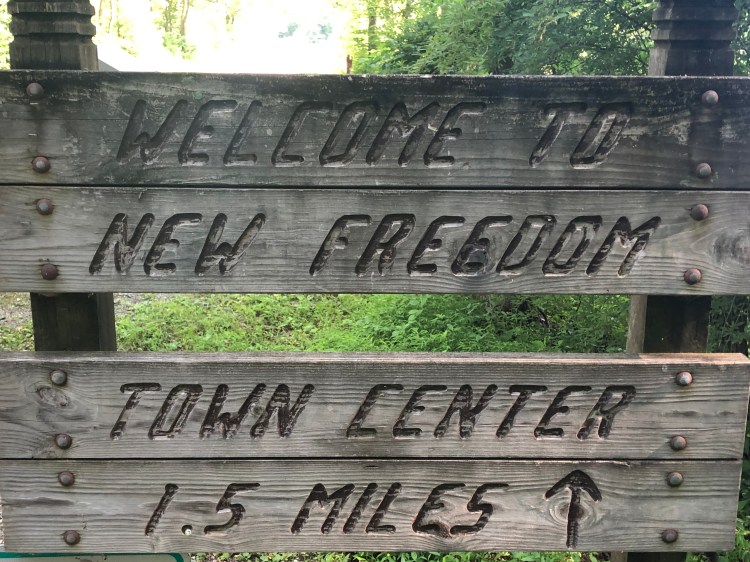 WELCOME TO
NEW FREEDOM
TOWN CENTER
1.5 MILES ↑